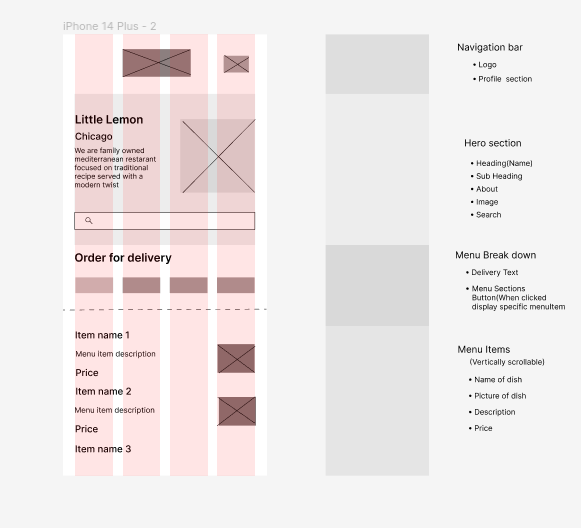 iPhone 14 Plus - 2
Little Lemon
Chicago
We are family owned
mediterranean restarant
focused on traditional
recipe served with a
modern twist
Order for delivery
Item name 1
Menu item description
Price
Item name 2
Menu item description
Price
Item name 3
Navigation bar
• Logo
• Profile section
Hero section
• Heading(Name)
• Sub Heading
• About
• Image
• Search
Menu Break down
• Delivery Text
• Menu Sections
Button(When clicked
display specific menuItem
Menu Items
(Vertically scrollable)
• Name of dish
• Picture of dish
• Description
• Price